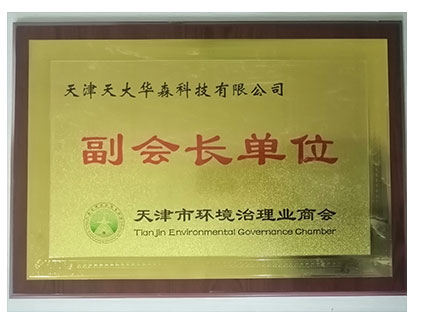 天津天大华森科技有限公司
副会长单位
天津市环境治理业商会
Tianjin Environmental Governance Chamber